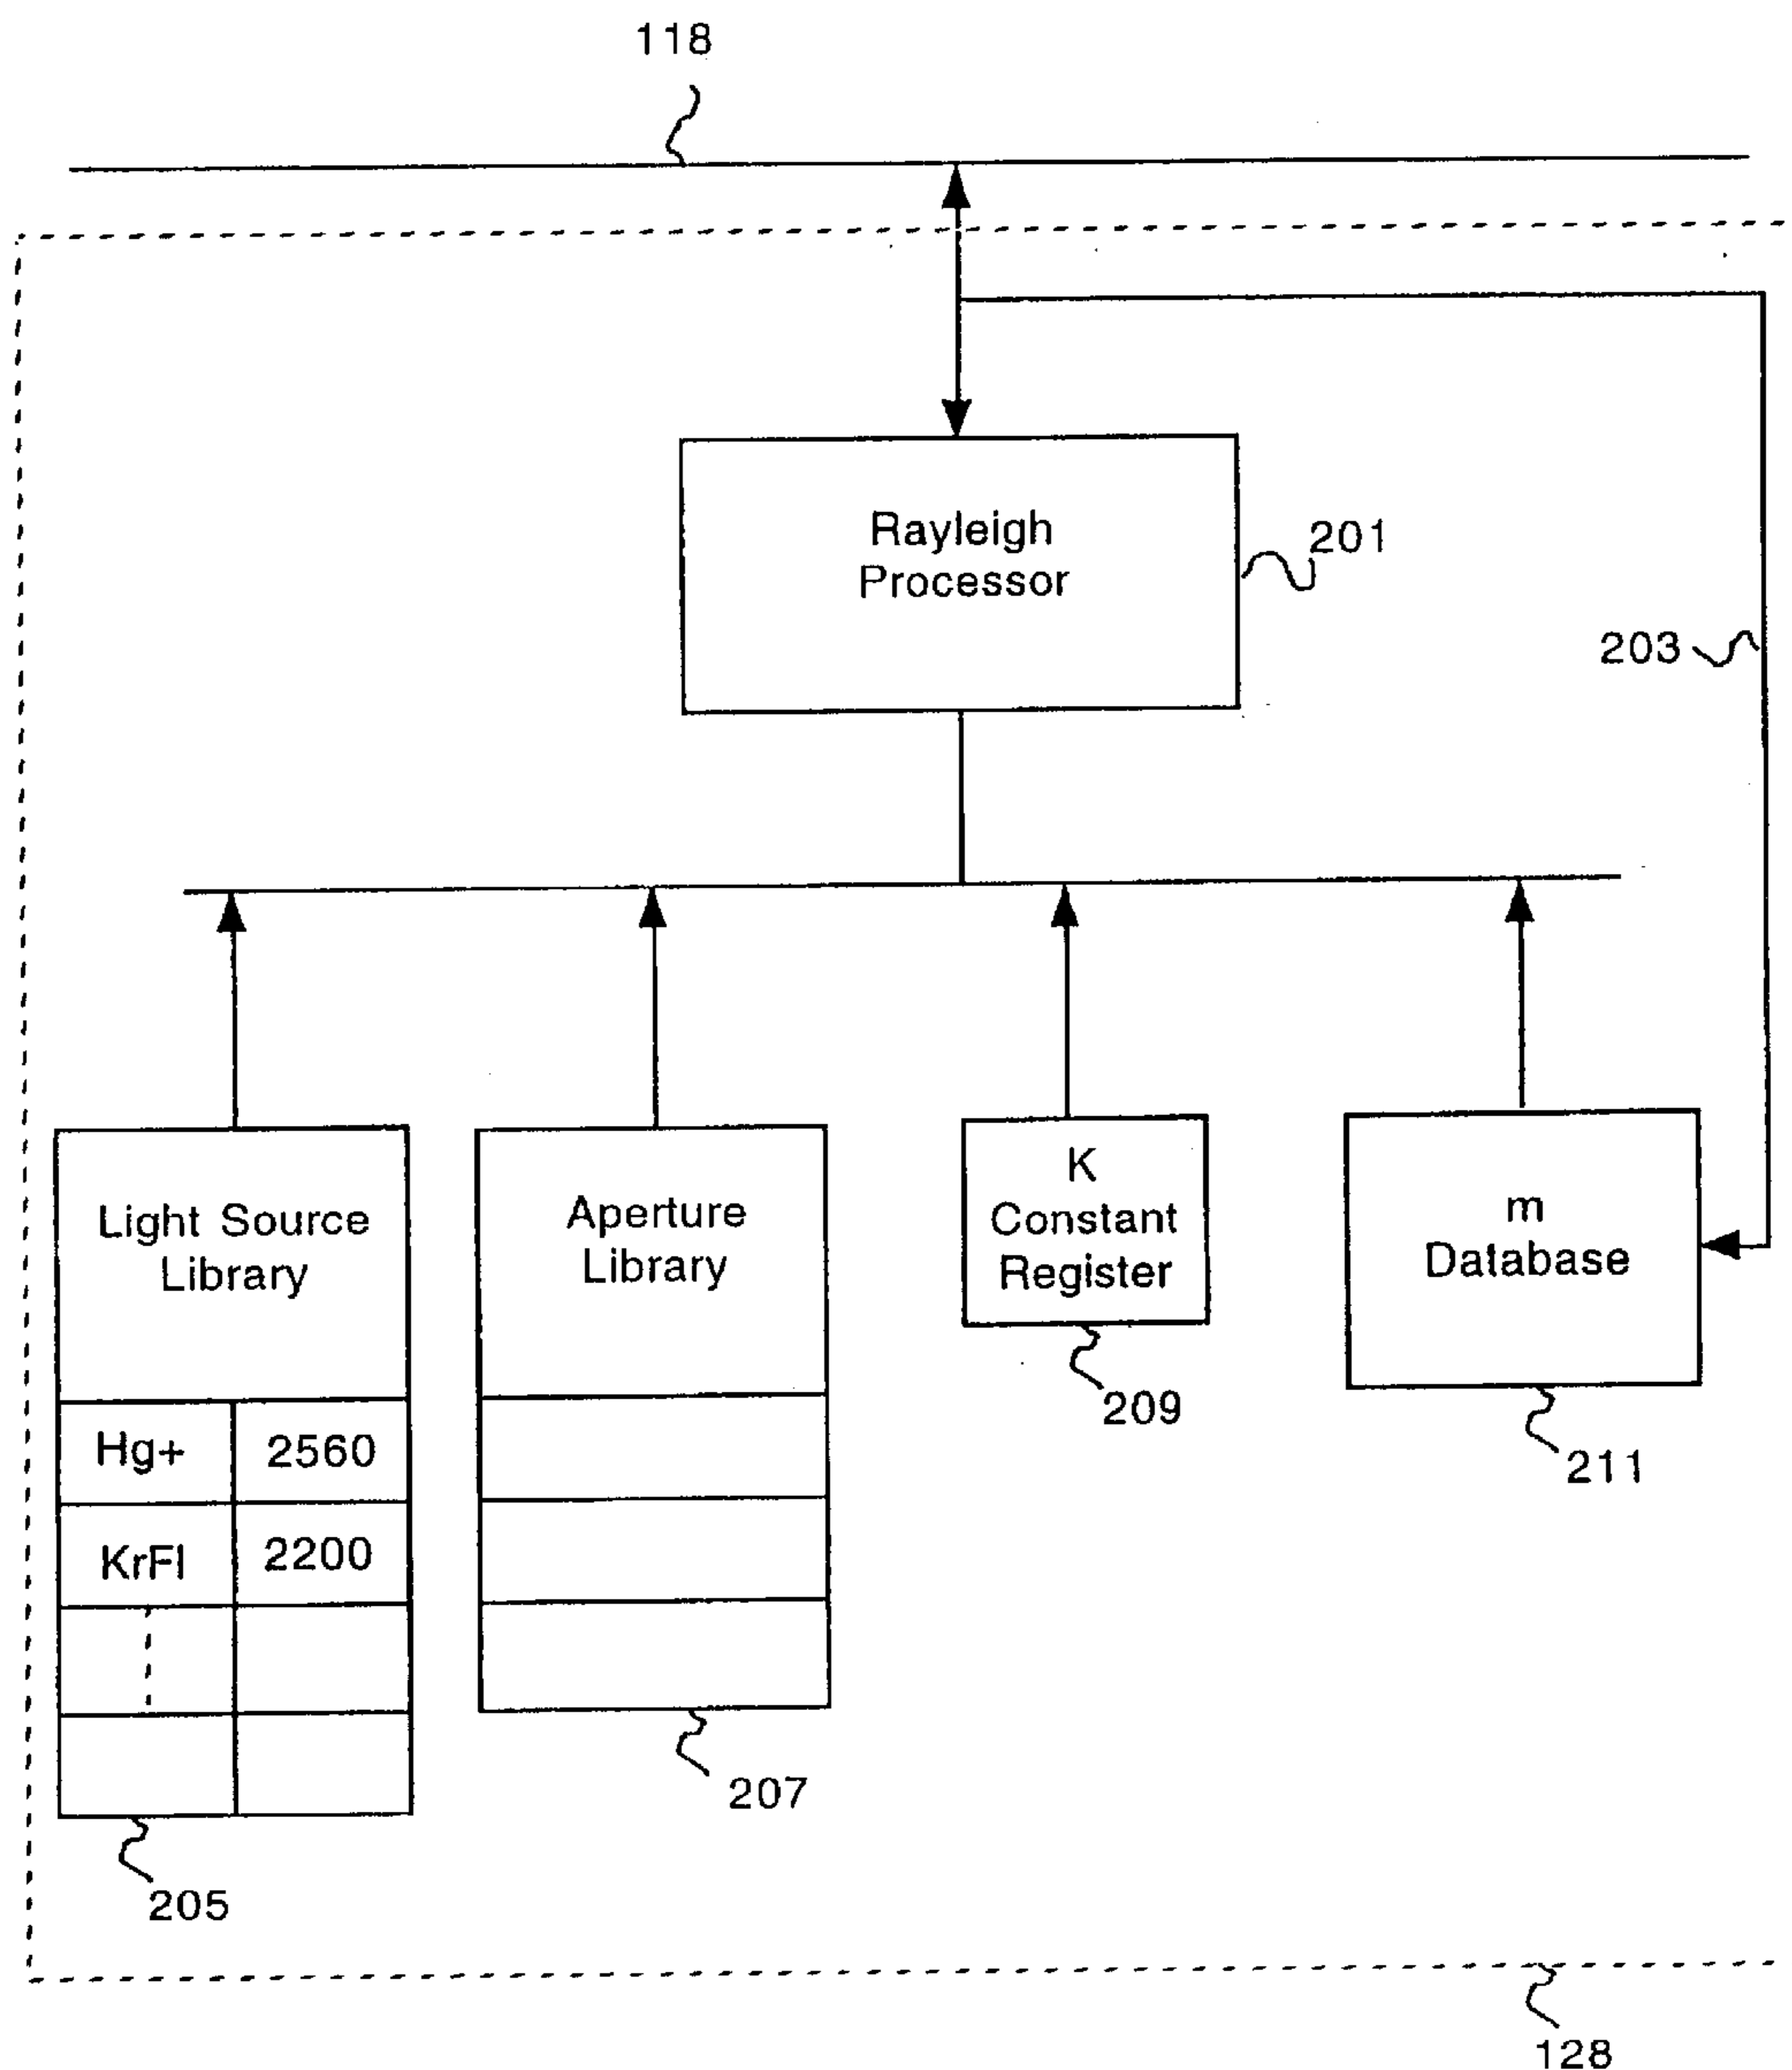 118
Rayleigh
Processor
201
203
Light Source
Library
Aperture
Library
K
Constant
Register
m
Database
209
211
Hg+ 2560
KrFl 2200
207
205
128